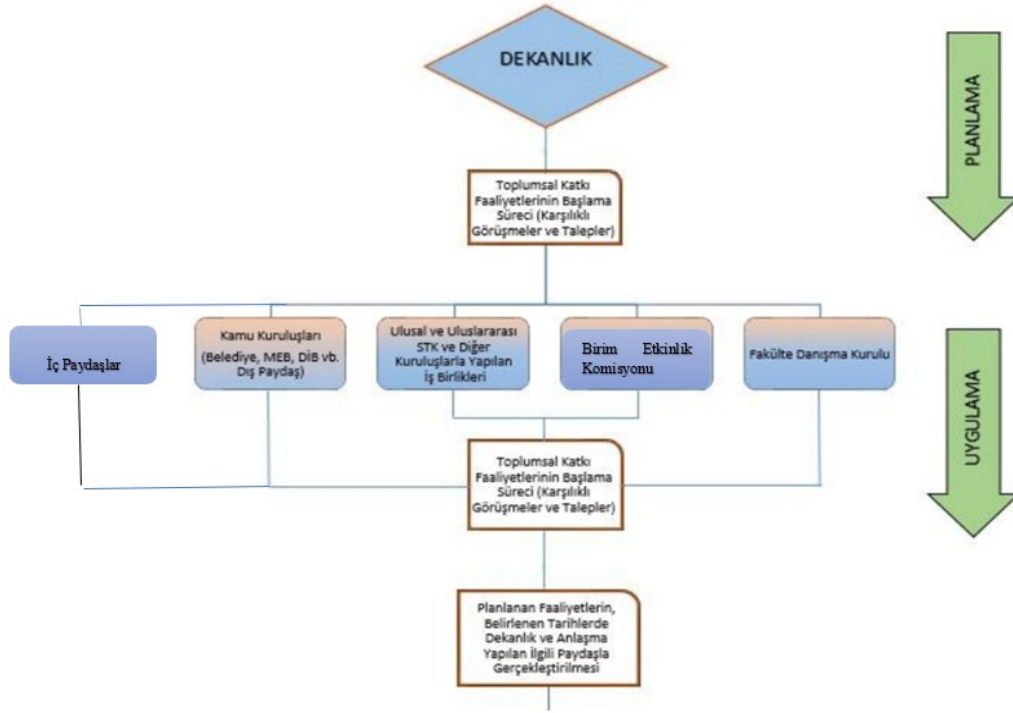 DEKANLIK
PLANLAMA
Toplumsal Katkı
Faaliyetlerinin Başlama
Süreci (Karşılıklı
Görüşmeler ve Talepler)
İç Paydaşlar
Kamu Kuruluşları
(Belediye, MEB, DİB vb.
Dış Paydaş)
Ulusal ve Uluslararası
STK ve Diğer
Kuruluşlarla Yapılan
İş Birlikleri
Birim Etkinlik
Komisyonu
Fakülte Danışma Kurulu
UYGULAMA
Toplumsal Katkı
Faaliyetlerinin Başlama
Süreci (Karşılıklı
Görüşmeler ve Talepler)
Planlanan Faaliyetlerin,
Belirlenen Tarihlerde
Dekanlık ve Anlaşma
Yapılan İlgili Paydaşla
Gerçekleştirilmesi